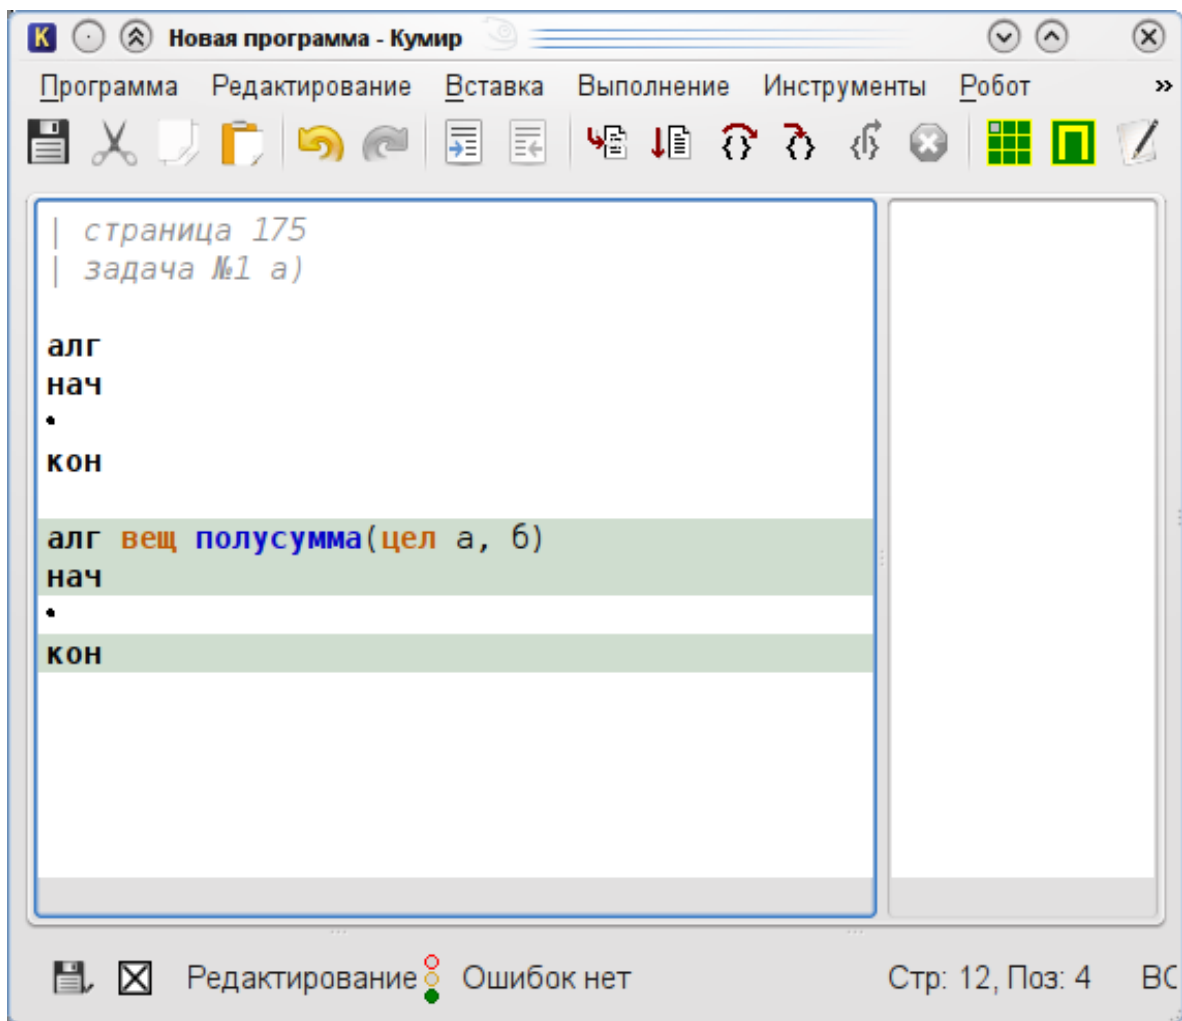 Новая программа - Кумир
Программа Редактирование Вставка Выполнение Инструменты Робот »
| страница 175
| задача №1 а)
алг
нач
•
кон
алг вещ полусумма(цел а, б)
нач
•
кон
Редактирование Ошибок нет Стр: 12, Поз: 4 ВС